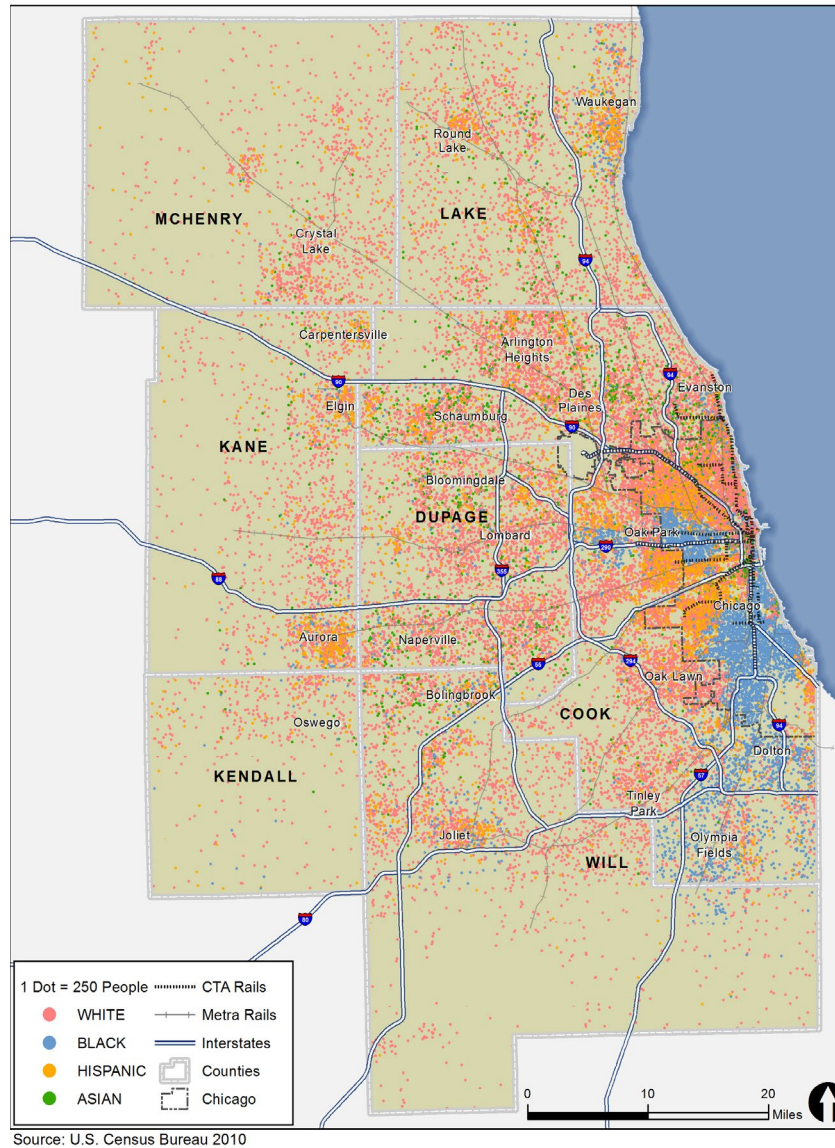 Waukegan
Round
Lake
MCHENRY
LAKE
Crystal
Lake
94
Carpentersville
Arlington
Heights
90
94
Evanston
Elgin
Des
Plaines
Schaumburg
90
KANE
Bloomingdale
DUPAGE
Oak Park
Lombard
290
88
355
Chicago
Aurora
Naperville
55
294
Oak Lawn
Bolingbrook
Oswego
COOK
94
Dolton
KENDALL
57
Tinley
Park
Joliet
Olympia
Fields
WILL
80
1 Dot = 250 People
CTA Rails
WHITE
Metra Rails
BLACK
Interstates
HISPANIC
Counties
ASIAN
Chicago
0 10 20
Miles
Source: U.S. Census Bureau 2010